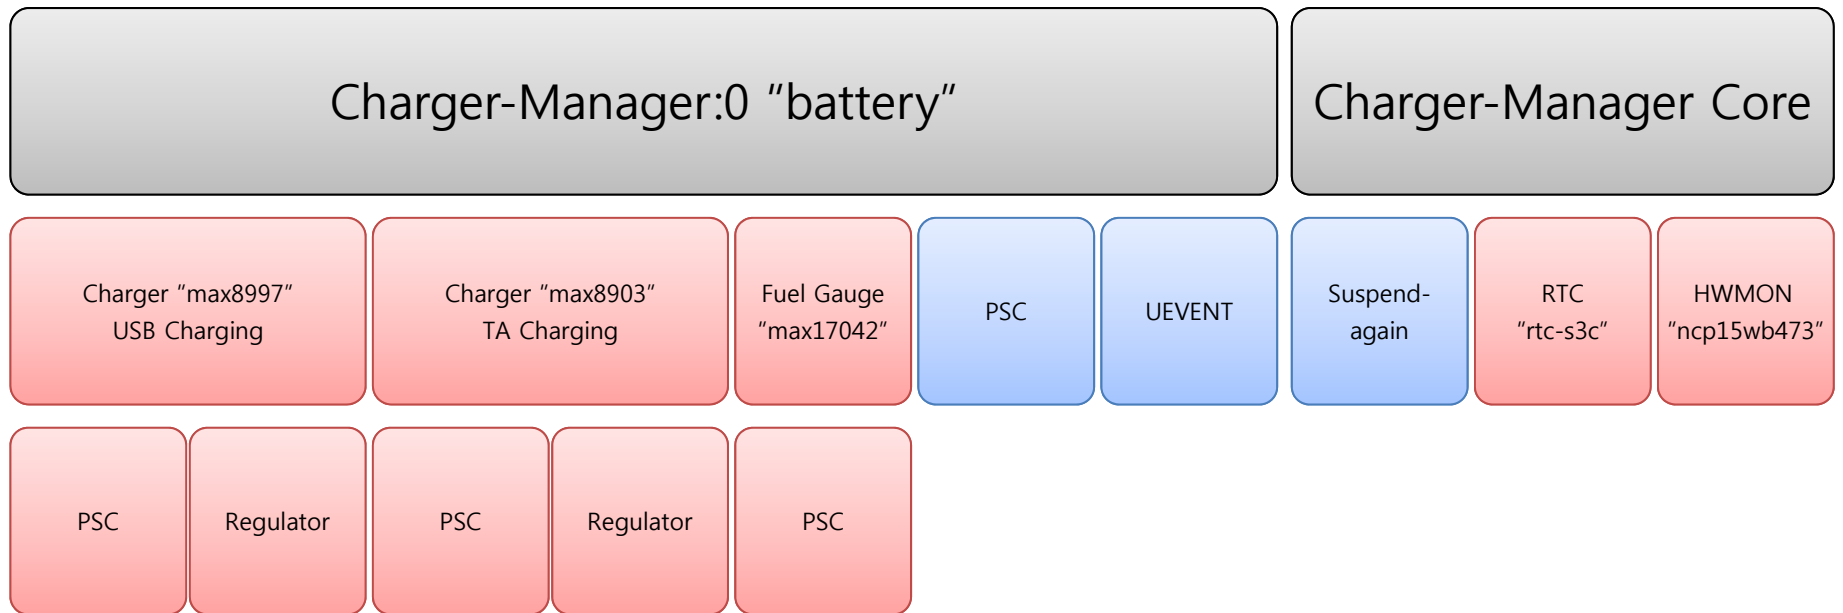 Charger-Manager:0 “battery”
Charger-Manager Core
Charger “max8997”
USB Charging
Charger “max8903”
TA Charging
Fuel Gauge
“max17042”
PSC
UEVENT
Suspend-
again
RTC
“rtc-s3c”
HWMON
“ncp15wb473”
PSC
Regulator
PSC
Regulator
PSC